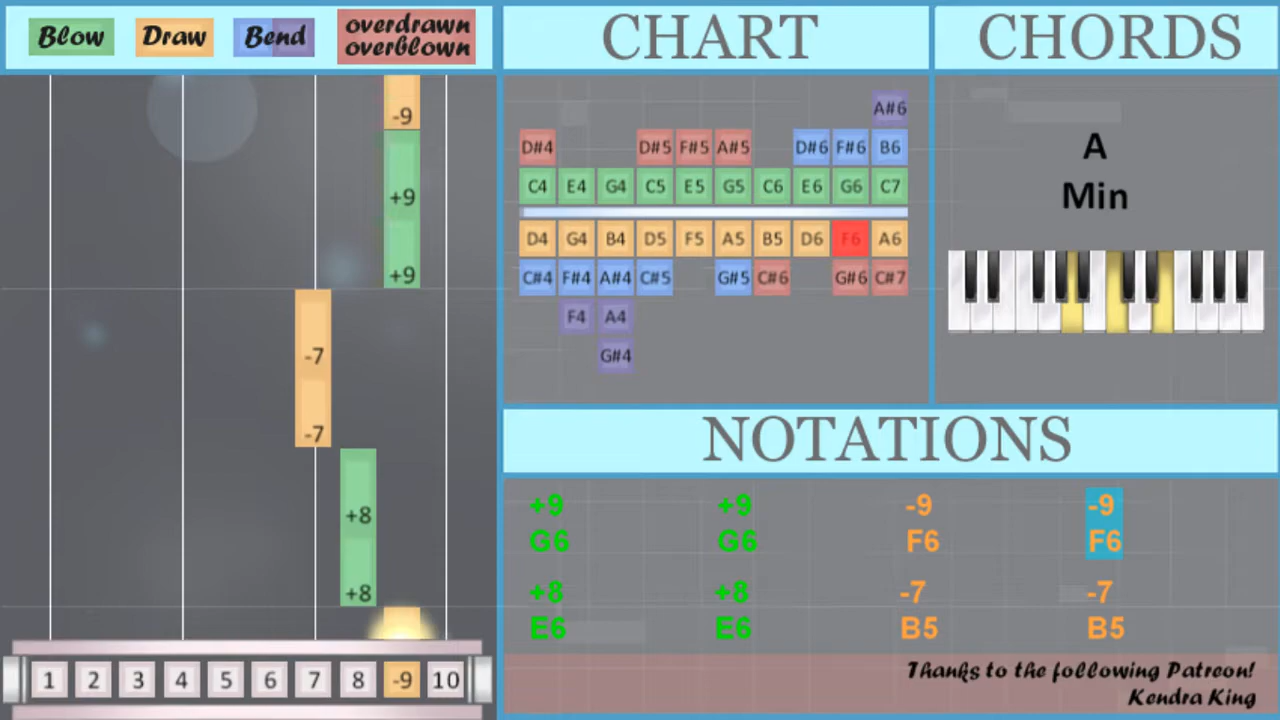 Blow Draw Bend overdrawn
overblown
CHART
CHORDS
-9
+9
+9
-7
-7
+8
+8
1 2 3 4 5 6 7 8 -9 10
A#6
D#4 D#5 F#5 A#5 D#6 F#6 B6
C4 E4 G4 C5 E5 G5 C6 E6 G6 C7
D4 G4 B4 D5 F5 A5 B5 D6 F6 A6
C#4 F#4 A#4 C#5 G#5 C#6 G#6 C#7
F4 A4
G#4
A
Min
NOTATIONS
+9 +9 -9 -9
G6 G6 F6 F6
+8 +8 -7 -7
E6 E6 B5 B5
Thanks to the following Patreon!
Kendra King